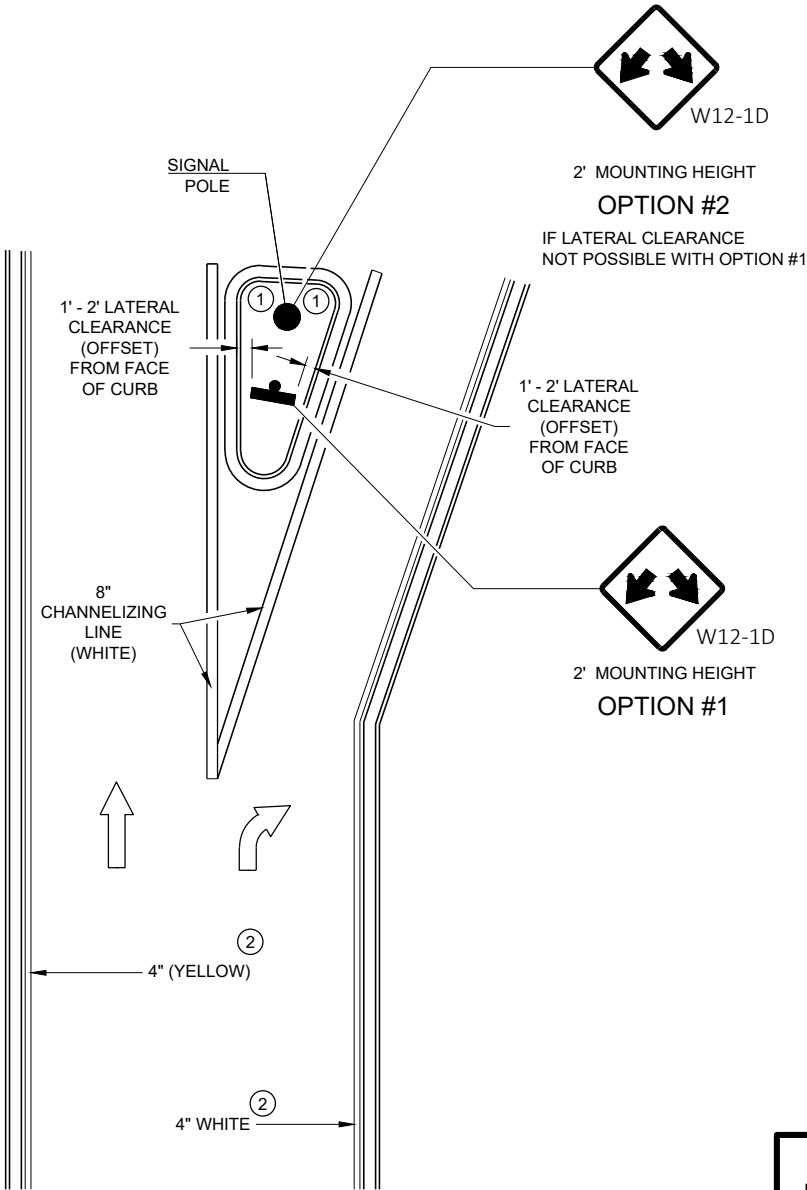 W12-1D
2' MOUNTING HEIGHT
OPTION #2
IF LATERAL CLEARANCE
NOT POSSIBLE WITH OPTION #1
SIGNAL
POLE
1
1
1' - 2' LATERAL
CLEARANCE
(OFFSET)
FROM FACE
OF CURB
1' - 2' LATERAL
CLEARANCE
(OFFSET)
FROM FACE
OF CURB
8"
CHANNELIZING
LINE
(WHITE)
W12-1D
2' MOUNTING HEIGHT
OPTION #1
2
4" (YELLOW)
2
4" WHITE